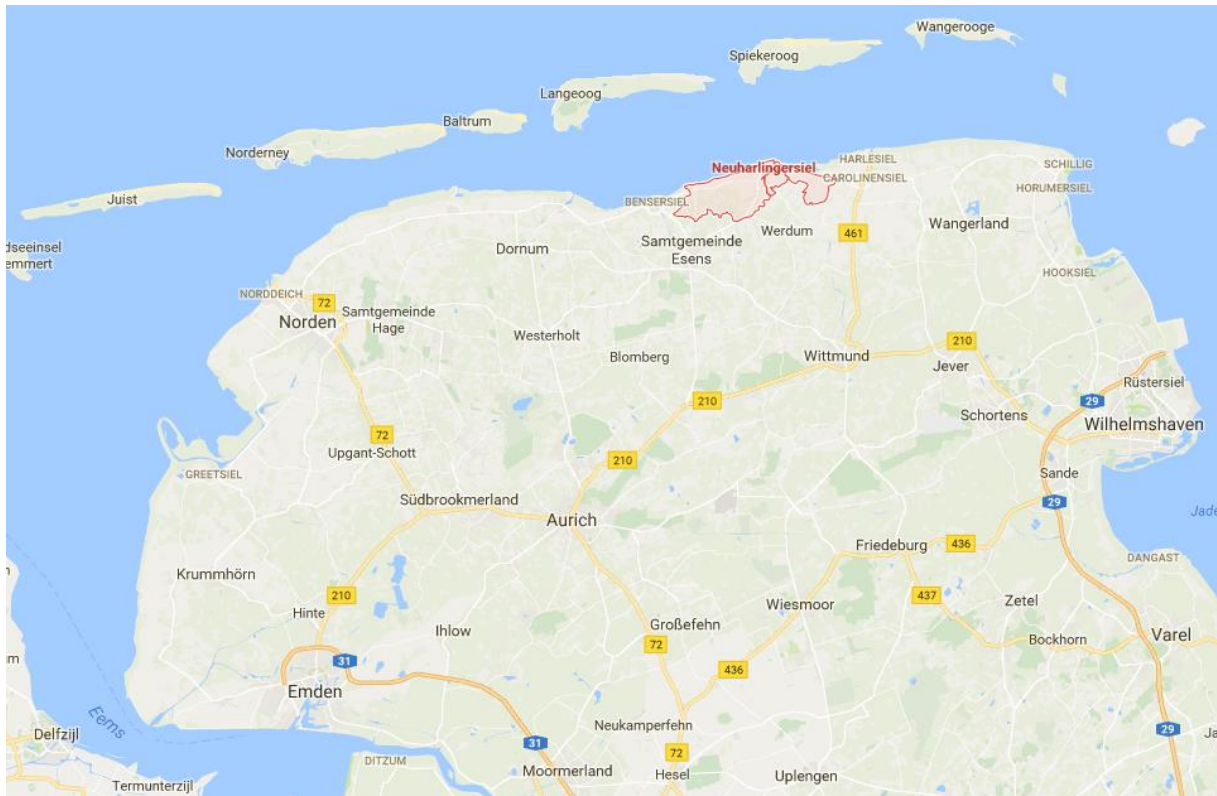 Wangerooge
Spiekeroog
Langeoog
Baltrum
Norderney
Juist
Neuharlingersiel
HARLESIEL
CAROLINENSIEL
SCHILLIG
HORUMERSIEL
BENSERSIEL
Werdum
461
Wangerland
dseeinsel
emmert
Dornum
Samtgemeinde
Esens
HOOKSIEL
NORDDEICH
72
Norden
Samtgemeinde
Hage
Westerholt
Blomberg
Wittmund
210
Jever
Rüstersiel
210
29
Schortens
Wilhelmshaven
72
Upgant-Schott
GREETSIEL
210
Sande
Südbrookmerland
29
Aurich
Jade
Friedeburg
436
DANGAST
Krummhörn
210
Hinte
Wiesmoor
437
Zetel
Ihlow
Großefehn
72
Bockhorn
Varel
31
436
Emden
Eems
Neukamperfehn
29
Delfzijl
31
72
DITZUM
Moormerland
Hesel
Uplengen
Termunterzijl
Ja
n
um